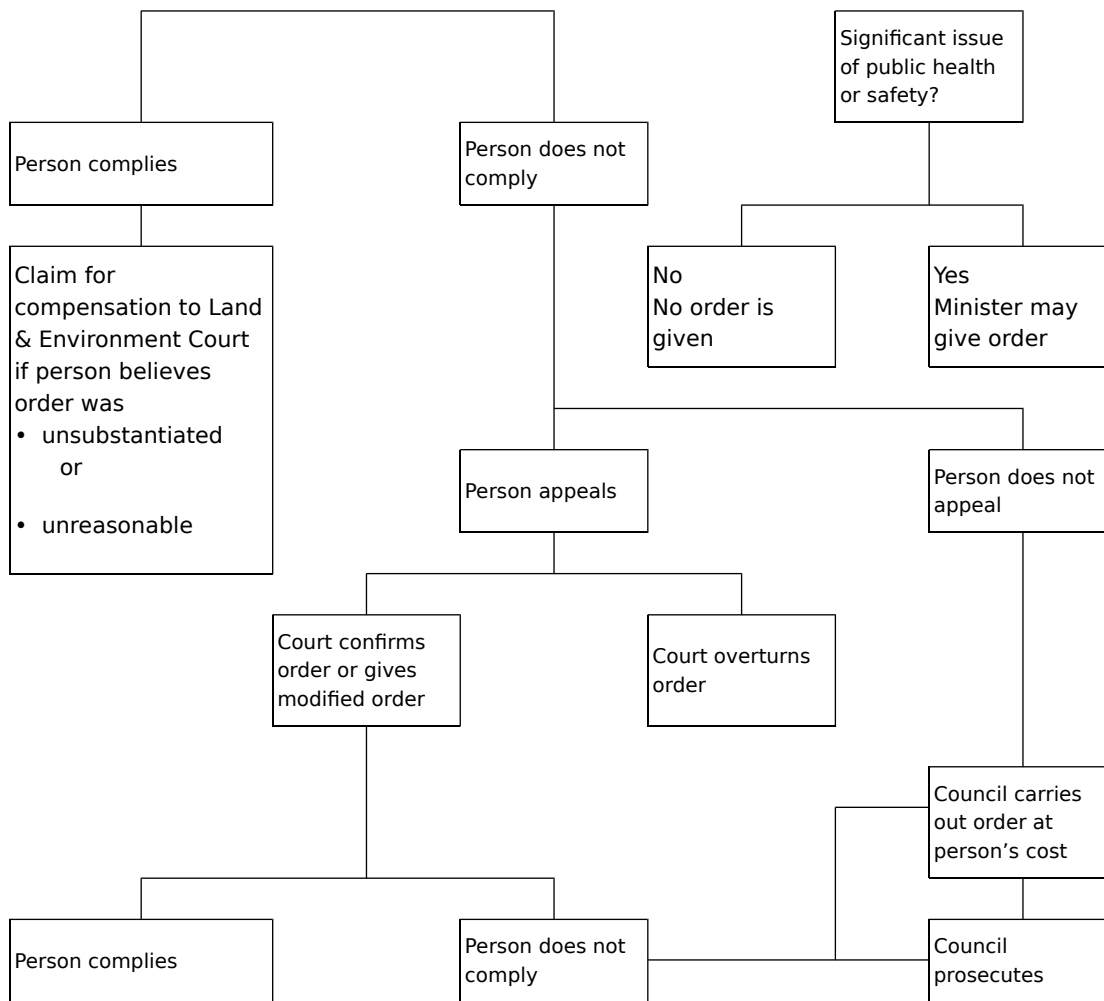 Significant issue
of public health
or safety?
Person complies
Person does not
comply
Claim for
compensation to Land
& Environment Court
if person believes
order was
• unsubstantiated
or
• unreasonable
No
No order is
given
Yes
Minister may
give order
Person appeals
Person does not
appeal
Court confirms
order or gives
modified order
Court overturns
order
Council carries
out order at
person’s cost
Person complies
Person does not
comply
Council
prosecutes